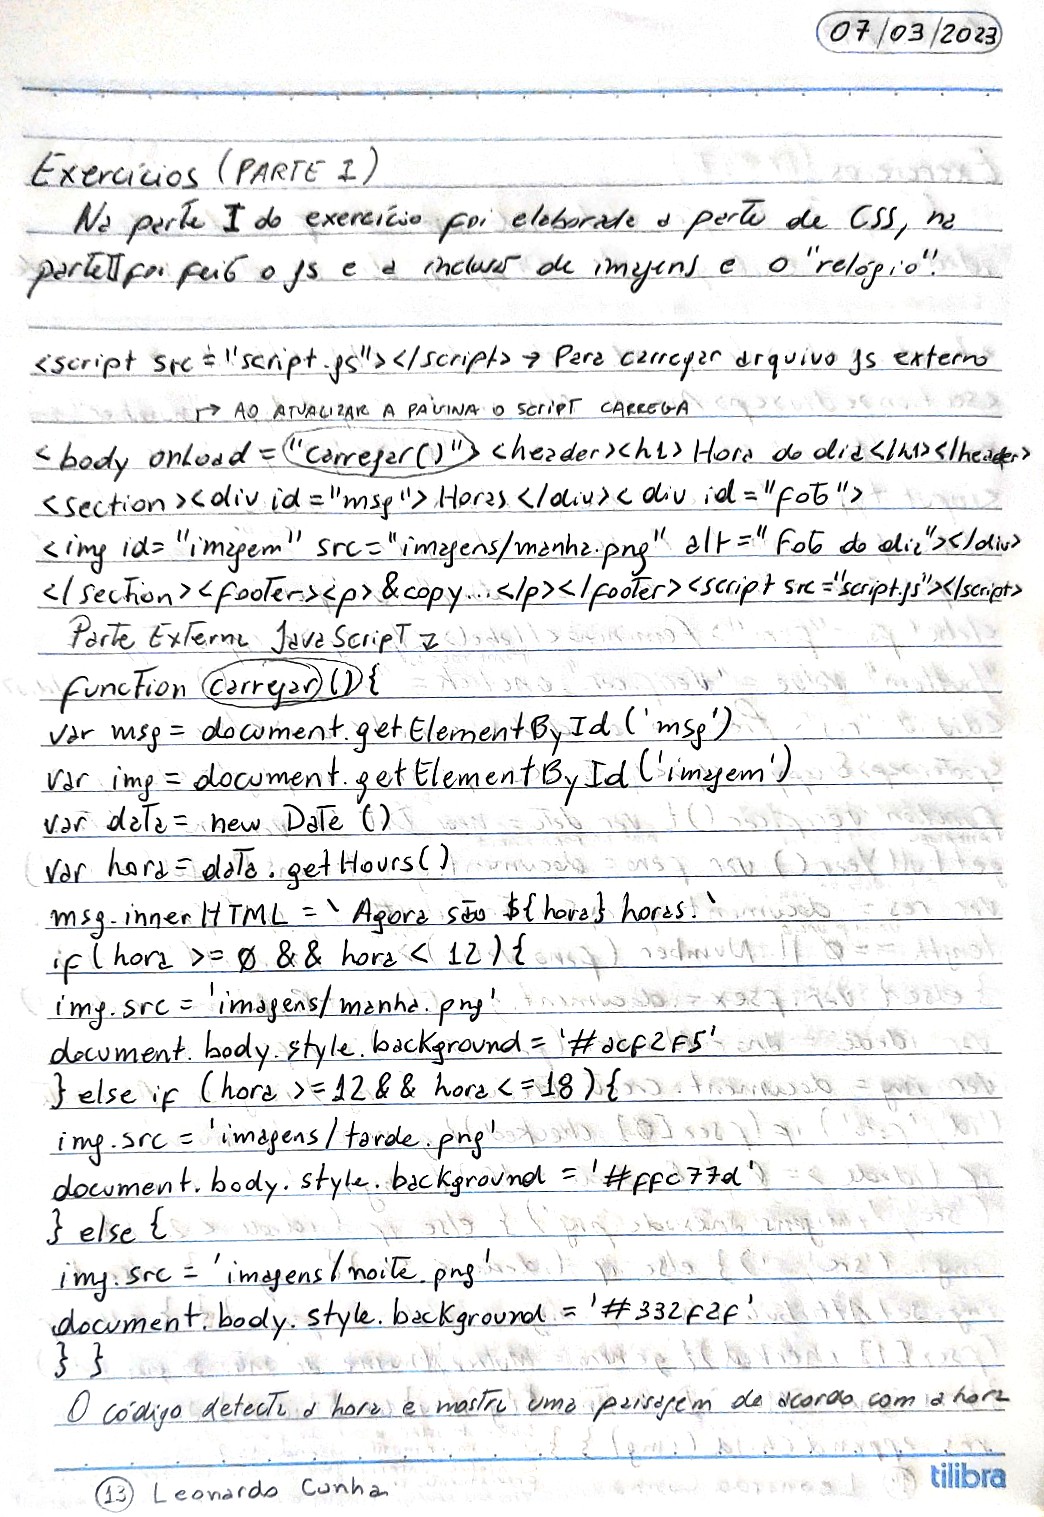 07/03/2023
Exercícios (PARTE I)
Na parte I do exercício foi elaborada a parte de CSS, na
parte II foi feito o js e a inclusão de imagens e o "relógio".
<script src="script.js"></script> → Para carregar arquivo js externo
↱ AO ATUALIZAR A PÁGINA O SCRIPT CARREGA
<body onload="carregar()"> <header><h1> Hora do dia</h1></header>
<section><div id="msg"> Horas </div>< div id="foto">
<img id="imagem" src="imagens/manha.png" alt="foto do dia"></div>
</section><footer><p> &copy...</p></footer><script src="script.js"></script>
Parte Externa JavaScript ↴
function carregar(){
var msg = document.getElementById('msg')
var img = document.getElementById('imagem')
var data = new Date ()
var hora = data.getHours()
msg.innerHTML = `Agora são ${hora} horas.`
if (hora >= 0 && hora < 12){
img.src = 'imagens/manha.png'
document.body.style.background = '#acf2f5'
} else if (hora >=12 && hora <=18){
img.src = 'imagens/tarde.png'
document.body.style.background = '#ffc77d'
} else {
img.src = 'imagens/noite.png'
document.body.style.background = '#332f2f'
} }
O código detecta a hora e mostra uma paisagem de acordo com a hora
tilibra
13 Leonardo Cunha